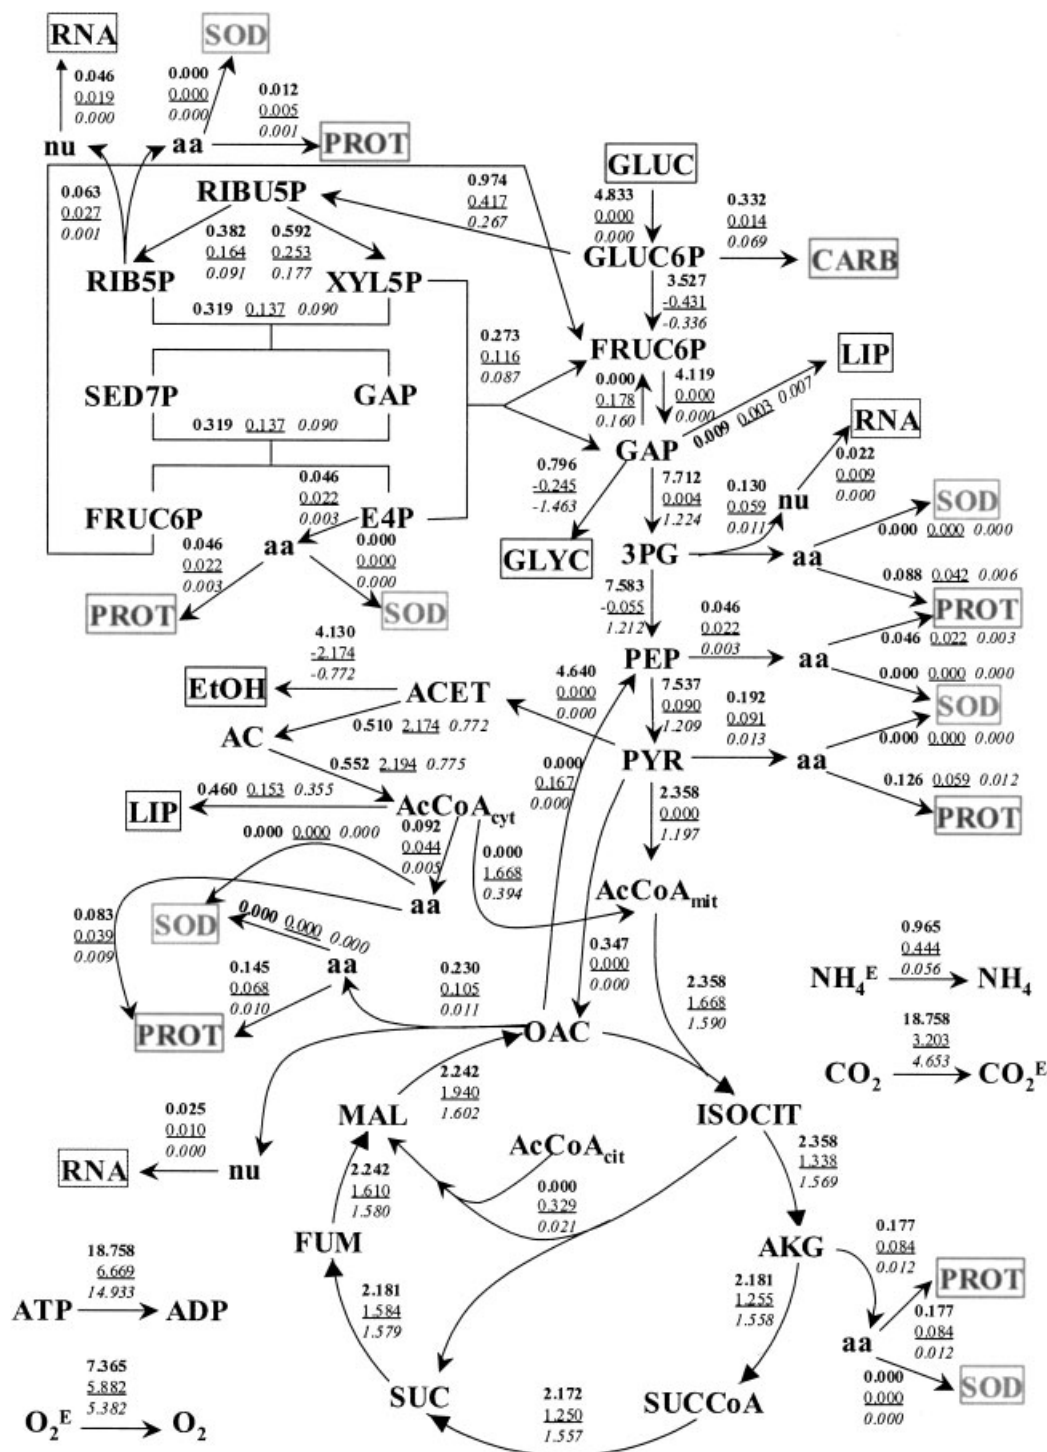 RNA
SOD
0.046
0.019
0.000
0.000
0.000
0.000
0.012
0.005
0.001
nu
aa
PROT
GLUC
0.063
0.027
0.001
RIBU5P
0.974
0.417
0.267
4.833
0.000
0.000
0.332
0.014
0.069
0.382
0.164
0.091
0.592
0.253
0.177
GLUC6P
CARB
RIB5P
XYL5P
3.527
-0.431
-0.336
0.319 0.137 0.090
0.273
0.116
0.087
FRUC6P
LIP
SED7P
GAP
0.000
0.178
0.160
4.119
0.000
0.000
0.009 0.003 0.007
RNA
0.319 0.137 0.090
GAP
0.022
0.009
0.000
0.046
0.022
0.003
0.796
-0.245
-1.463
7.712
0.004
1.224
0.130
0.059
0.011
nu
SOD
FRUC6P
E4P
0.000 0.000 0.000
aa
0.000
0.000
0.000
0.046
0.022
0.003
GLYC
3PG
aa
0.088 0.042 0.006
PROT
SOD
7.583
-0.055
1.212
PROT
4.130
-2.174
-0.772
0.046
0.022
0.003
0.046 0.022 0.003
PEP
aa
4.640
0.000
0.000
0.000 0.000 0.000
EtOH
ACET
7.537
0.090
1.209
0.192
0.091
0.013
SOD
AC
0.510 2.174 0.772
0.000 0.000 0.000
0.552 2.194 0.775
0.000
0.167
0.000
PYR
aa
0.126 0.059 0.012
0.460 0.153 0.355
2.358
0.000
1.197
LIP
AcCoAcyt
PROT
0.000 0.000 0.000
0.092
0.044
0.005
0.000
1.668
0.394
AcCoAmit
aa
0.083
0.039
0.009
SOD
0.000 0.000 0.000
0.347
0.000
0.000
0.965
0.444
0.056
aa
0.145
0.068
0.010
0.230
0.105
0.011
2.358
1.668
1.590
NH4E
NH4
PROT
OAC
18.758
3.203
4.653
2.242
1.940
1.602
CO2
CO2E
MAL
ISOCIT
0.025
0.010
0.000
AcCoAcit
2.358
1.338
1.569
RNA
nu
2.242
1.610
1.580
0.000
0.329
0.021
FUM
AKG
0.177
0.084
0.012
18.758
6.669
14.933
PROT
ATP
ADP
2.181
1.584
1.579
2.181
1.255
1.558
0.177
0.084
0.012
aa
7.365
5.882
5.382
0.000
0.000
0.000
SOD
SUC
2.172
1.250
1.557
SUCCoA
O2E
O2